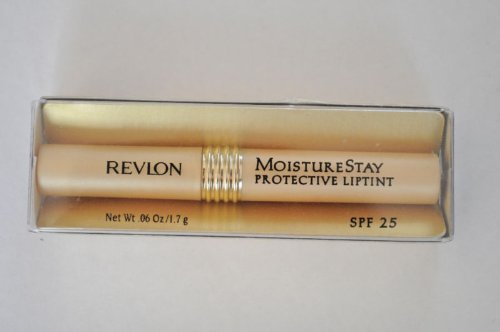 REVLON
MOISTURESTAY
PROTECTIVE LIPTINT
Net Wt .06 Oz/1.7 g
SPF 25